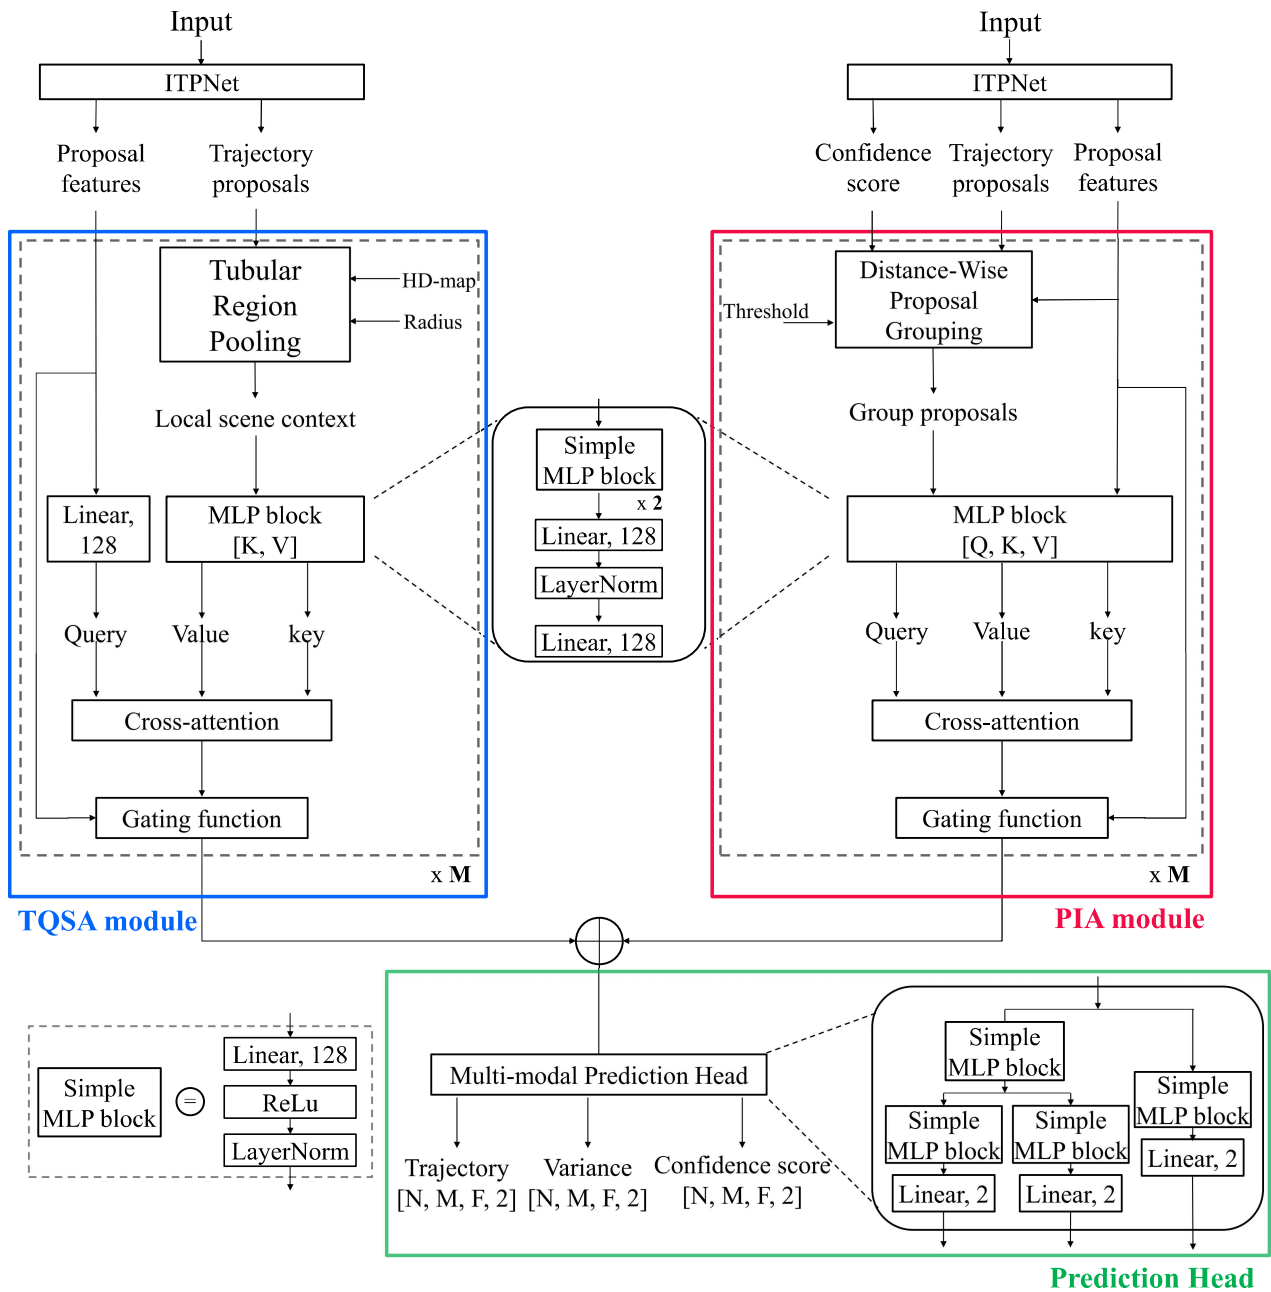 Input
ITPNet
Proposal
features
Trajectory
proposals
Tubular
Region
Pooling
HD-map
Radius
Local scene context
Linear,
128
MLP block
[K, V]
Query
Value
key
Cross-attention
Gating function
x M
TQSA module
Simple
MLP block
x 2
Linear, 128
LayerNorm
Linear, 128
Input
ITPNet
Confidence
score
Trajectory
proposals
Proposal
features
Distance-Wise
Proposal
Grouping
Threshold
Group proposals
MLP block
[Q, K, V]
Query
Value
key
Cross-attention
Gating function
x M
PIA module
Simple
MLP block
=
Linear, 128
ReLu
LayerNorm
Multi-modal Prediction Head
Trajectory
[N, M, F, 2]
Variance
[N, M, F, 2]
Confidence score
[N, M, F, 2]
Simple
MLP block
Simple
MLP block
Linear, 2
Simple
MLP block
Linear, 2
Simple
MLP block
Linear, 2
Prediction Head